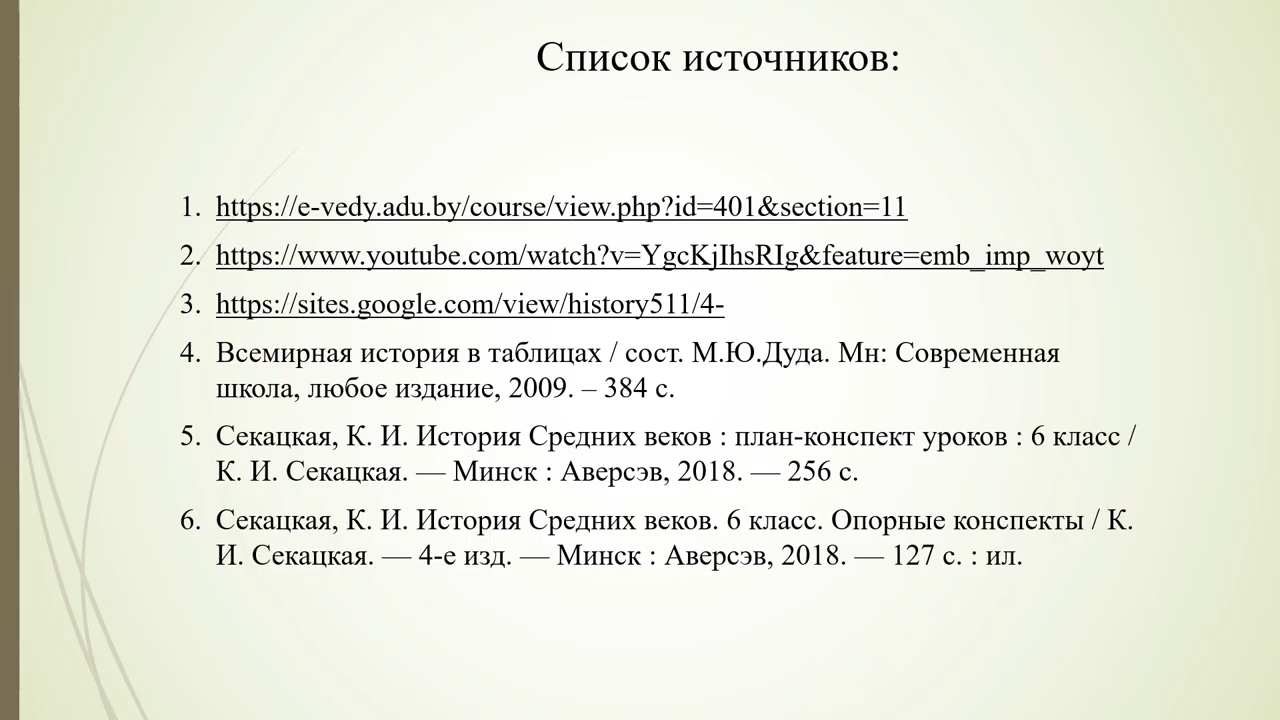 Список источников:
1. https://e-vedy.adu.by/course/view.php?id=401&section=11
2. https://www.youtube.com/watch?v=YgcKjIhsRIg&feature=emb_imp_woyt
3. https://sites.google.com/view/history511/4-
4. Всемирная история в таблицах / сост. М.Ю.Дуда. Мн: Современная
школа, любое издание, 2009. – 384 с.
5. Секацкая, К. И. История Средних веков : план-конспект уроков : 6 класс /
К. И. Секацкая. — Минск : Аверсэв, 2018. — 256 с.
6. Секацкая, К. И. История Средних веков. 6 класс. Опорные конспекты / К.
И. Секацкая. — 4-е изд. — Минск : Аверсэв, 2018. — 127 с. : ил.